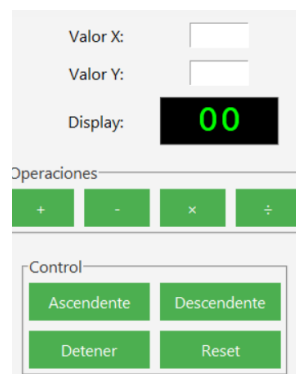 Valor X:
Valor Y:
Display: 00
Operaciones
+ - × ÷
Control
Ascendente Descendente
Detener Reset